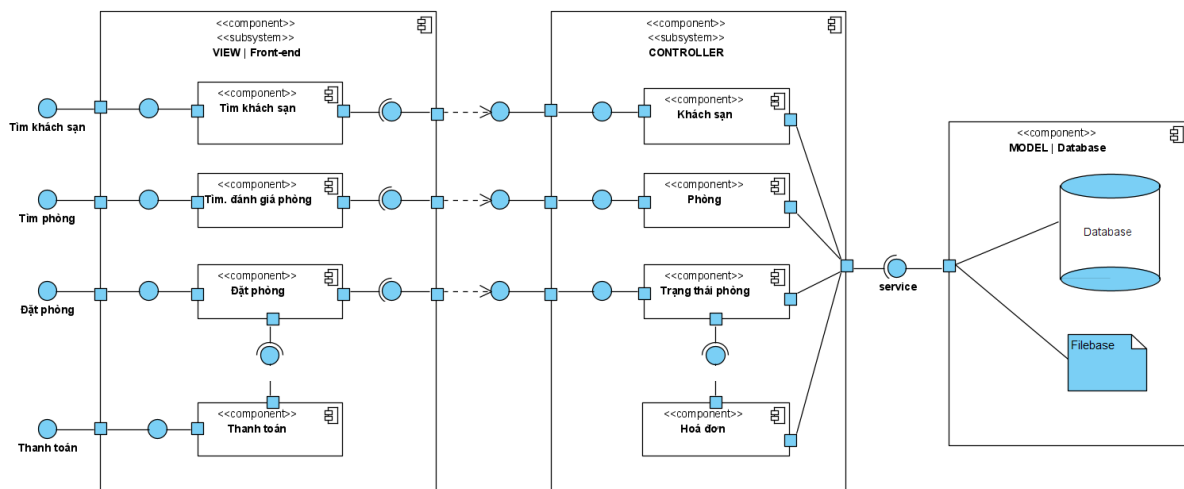 <<component>>
<<subsystem>>
VIEW | Front-end
<<component>>
Tìm khách sạn
Tìm khách sạn
<<component>>
Tìm. đánh giá phòng
Tìm phòng
<<component>>
Đặt phòng
Đặt phòng
<<component>>
Thanh toán
Thanh toán
<<component>>
<<subsystem>>
CONTROLLER
<<component>>
Khách sạn
<<component>>
Phòng
<<component>>
Trạng thái phòng
<<component>>
Hoá đơn
service
<<component>>
MODEL | Database
Database
Filebase